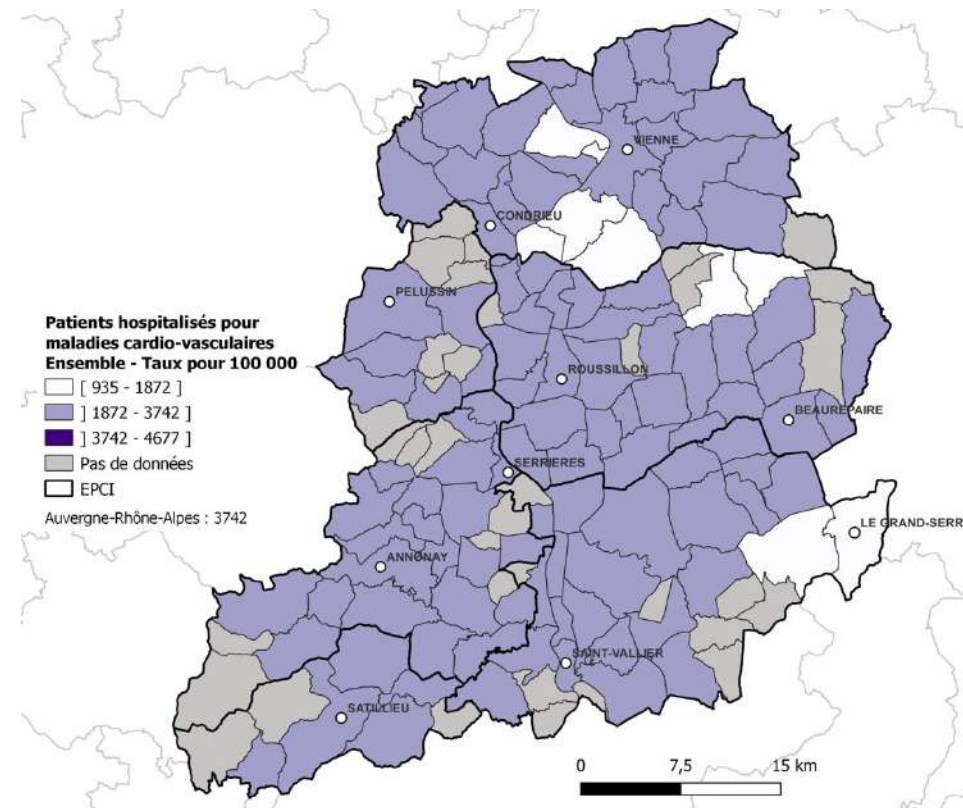 VIENNE
CONDRIEU
PELUSSIN
Patients hospitalisés pour
maladies cardio-vasculaires
Ensemble - Taux pour 100 000
[ 935 - 1872 ]
] 1872 - 3742 ]
] 3742 - 4677 ]
Pas de données
EPCI
Auvergne-Rhône-Alpes : 3742
ROUSSILLON
BEAUREPAIRE
SERRIERES
LE GRAND-SERR
ANNONAY
SAINT-VALLIER
SATILLIEU
0 7,5 15 km